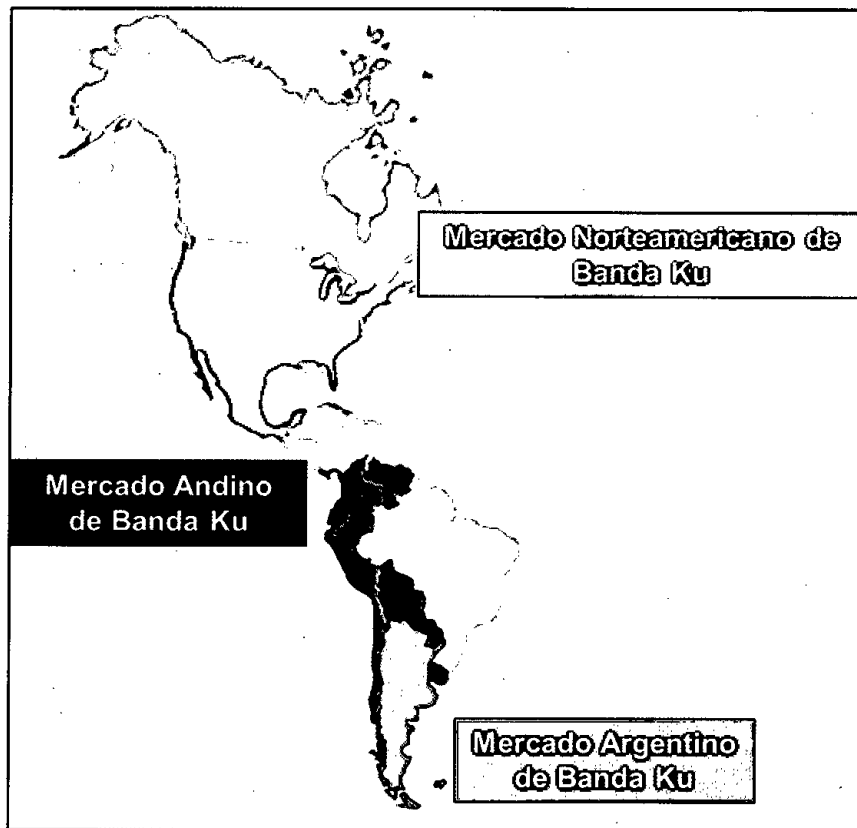 Mercado Norteamericano de
Banda Ku
Mercado Andino
de Banda Ku
Mercado Argentino
de Banda Ku